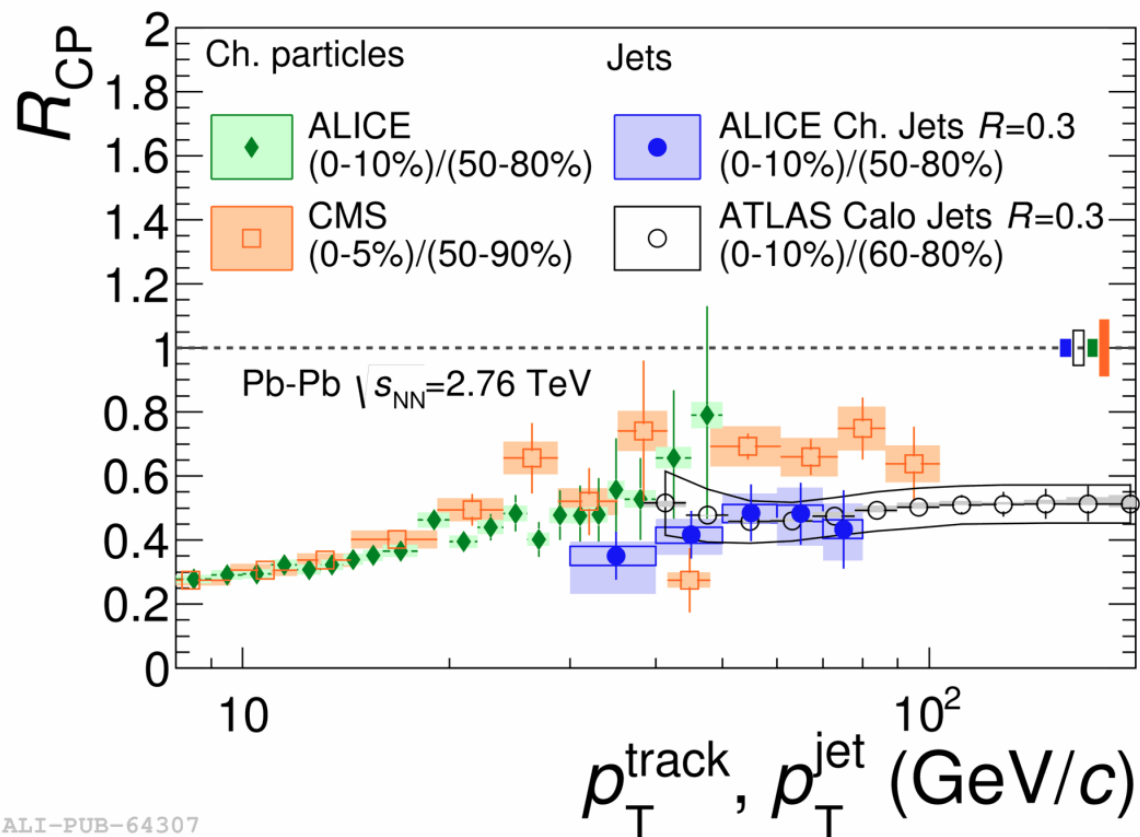 R_CP
2
1.8
1.6
1.4
1.2
1
0.8
0.6
0.4
0.2
0
Ch. particles
Jets
ALICE
(0-10%)/(50-80%)
ALICE Ch. Jets R=0.3
(0-10%)/(50-80%)
CMS
(0-5%)/(50-90%)
ATLAS Calo Jets R=0.3
(0-10%)/(60-80%)
Pb-Pb √s_NN=2.76 TeV
10
10²
p_T^track, p_T^jet (GeV/c)
ALI-PUB-64307